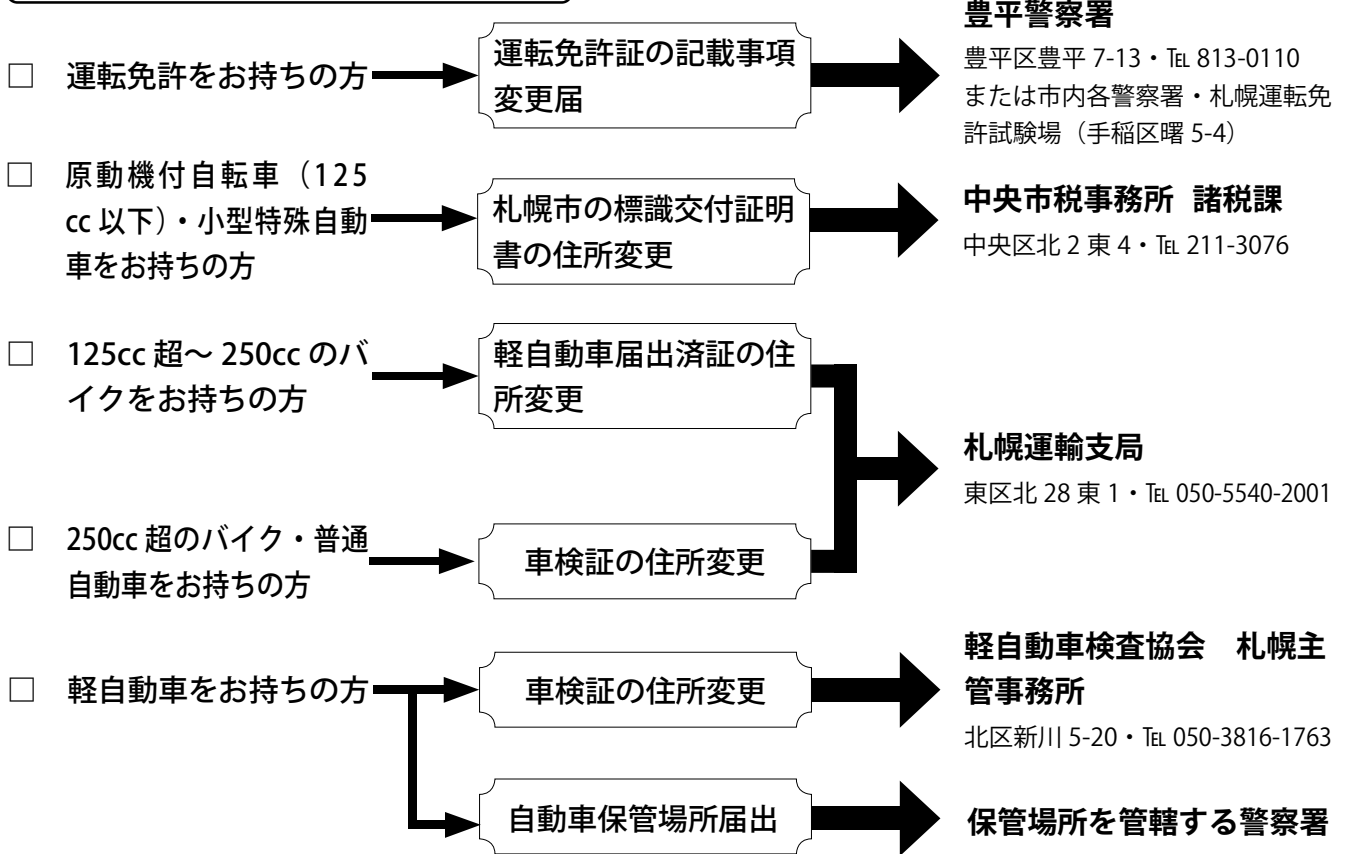 豊平警察署
□ 運転免許をお持ちの方
運転免許証の記載事項
変更届
豊平区豊平 7-13・℡ 813-0110
または市内各警察署・札幌運転免
許試験場（手稲区曙 5-4）
□ 原動機付自転車（125
cc 以下）・小型特殊自動
車をお持ちの方
札幌市の標識交付証明
書の住所変更
中央市税事務所 諸税課
中央区北 2 東 4・℡ 211-3076
□ 125cc 超～ 250cc のバ
イクをお持ちの方
軽自動車届出済証の住
所変更
札幌運輸支局
東区北 28 東 1・℡ 050-5540-2001
□ 250cc 超のバイク・普通
自動車をお持ちの方
車検証の住所変更
□ 軽自動車をお持ちの方
車検証の住所変更
軽自動車検査協会　札幌主
管事務所
北区新川 5-20・℡ 050-3816-1763
自動車保管場所届出
保管場所を管轄する警察署